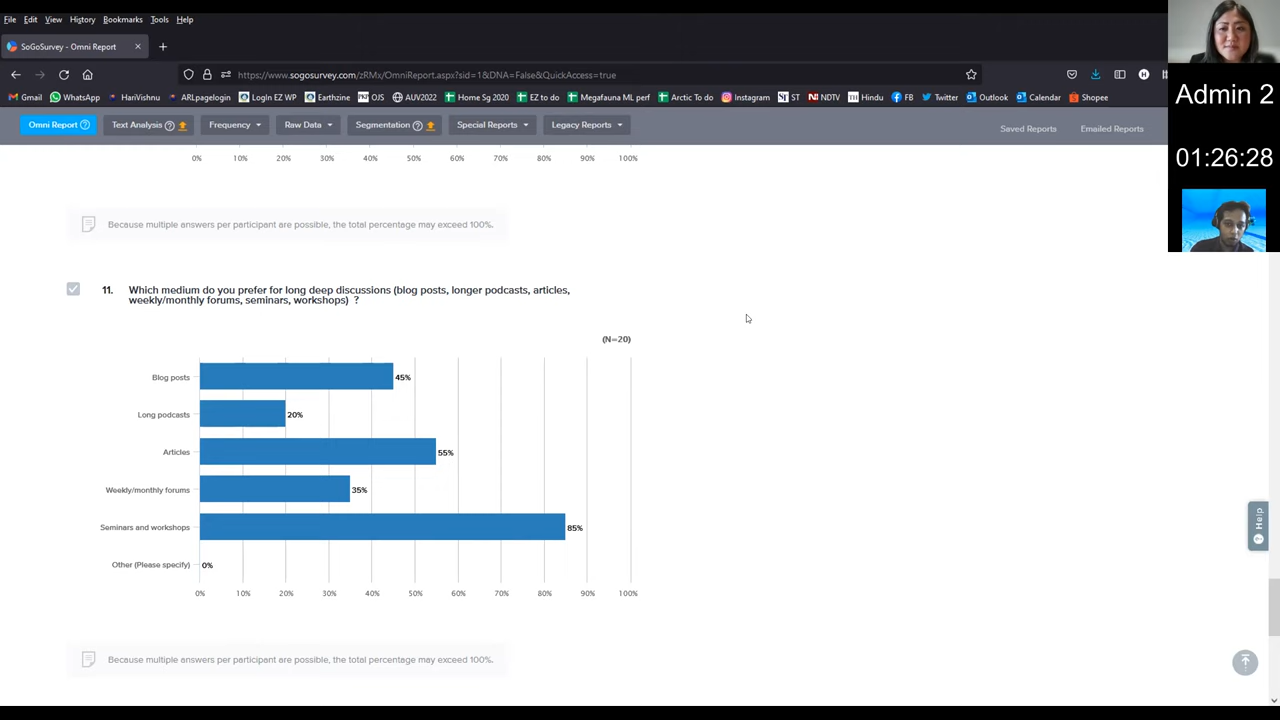 File Edit View History Bookmarks Tools Help
SoGoSurvey - Omni Report
https://www.sogosurvey.com/zRMx/OmniReport.aspx?sid=1&DNA=False&QuickAccess=true
Gmail WhatsApp HariVishnu ARLpagelogin LogIn EZ WP Earthzine OJS AUV2022 Home Sg 2020 EZ to do Megafauna ML perf Arctic To do Instagram ST NDTV Hindu FB Twitter Outlook Calendar Shopee
Omni Report Text Analysis Frequency Raw Data Segmentation Special Reports Legacy Reports Saved Reports Emailed Reports
Admin 2
01:26:28
0% 10% 20% 30% 40% 50% 60% 70% 80% 90% 100%
Because multiple answers per participant are possible, the total percentage may exceed 100%.
11. Which medium do you prefer for long deep discussions (blog posts, longer podcasts, articles,
weekly/monthly forums, seminars, workshops) ?
(N=20)
Blog posts 45%
Long podcasts 20%
Articles 55%
Weekly/monthly forums 35%
Seminars and workshops 85%
Other (Please specify) 0%
0% 10% 20% 30% 40% 50% 60% 70% 80% 90% 100%
Help
Because multiple answers per participant are possible, the total percentage may exceed 100%.